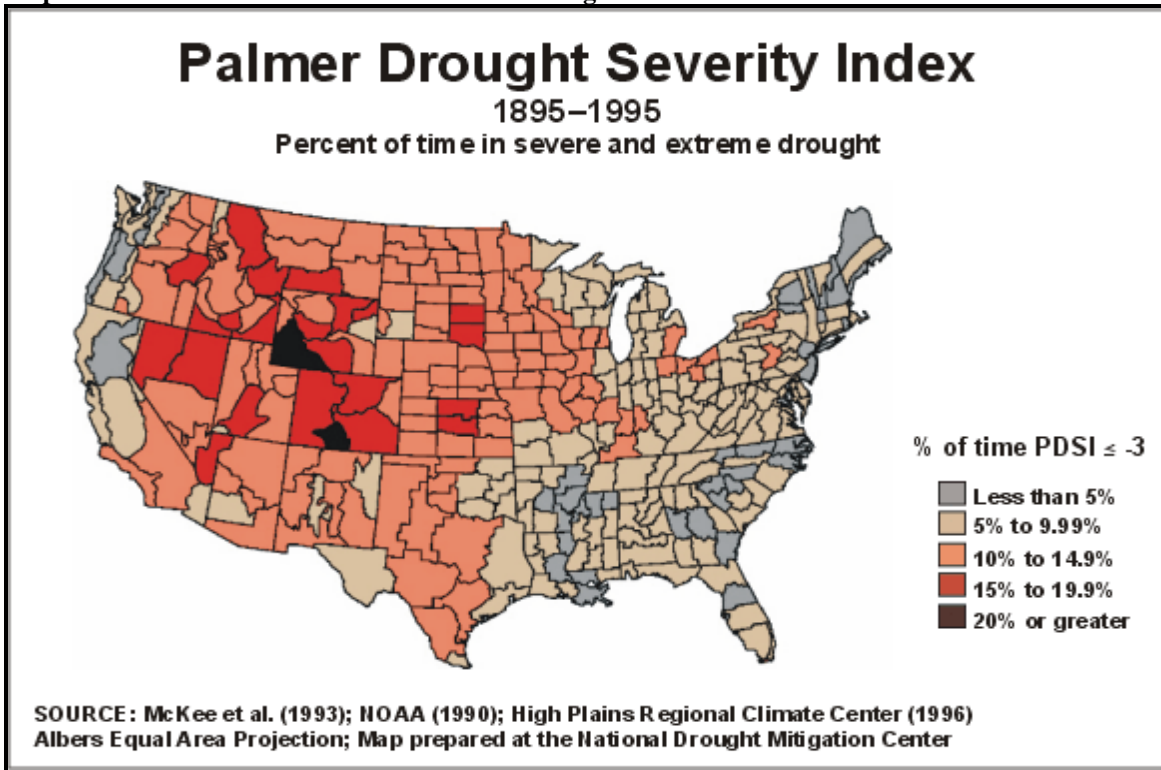 Palmer Drought Severity Index
1895–1995
Percent of time in severe and extreme drought
% of time PDSI ≤ -3
Less than 5%
5% to 9.99%
10% to 14.9%
15% to 19.9%
20% or greater
SOURCE: McKee et al. (1993); NOAA (1990); High Plains Regional Climate Center (1996)
Albers Equal Area Projection; Map prepared at the National Drought Mitigation Center